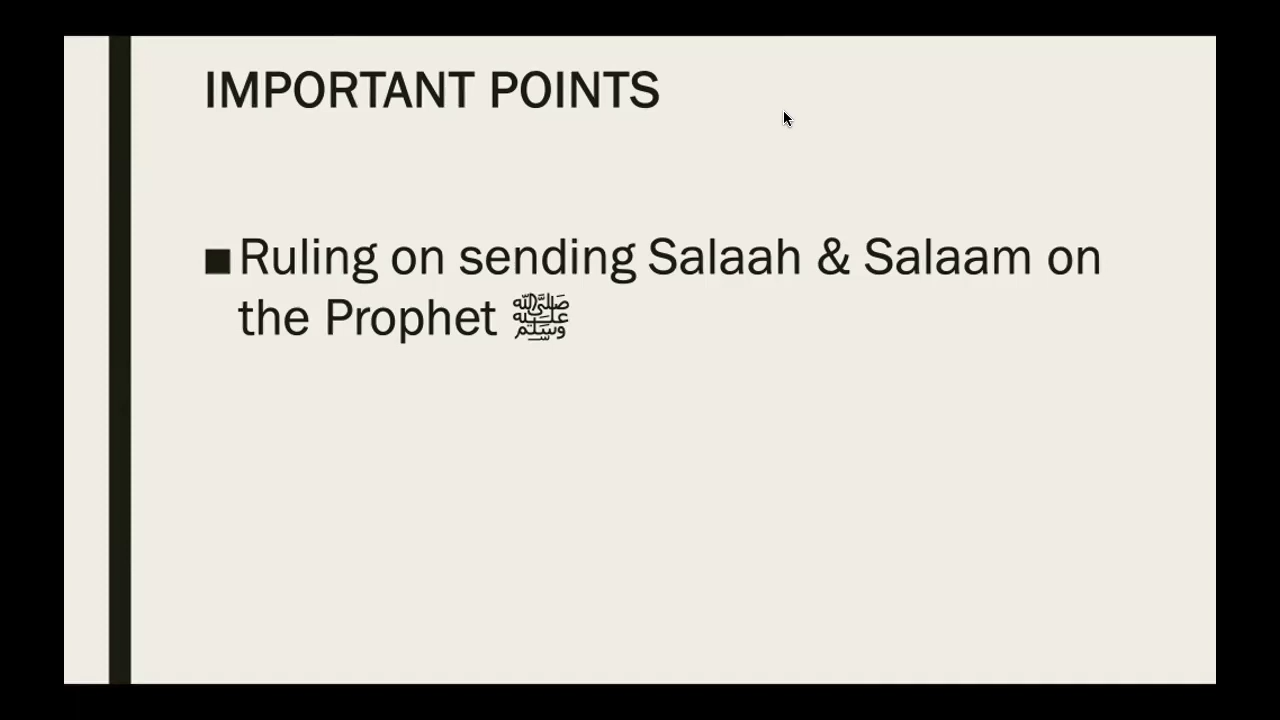 IMPORTANT POINTS
■Ruling on sending Salaah & Salaam on
the Prophet ﷺ